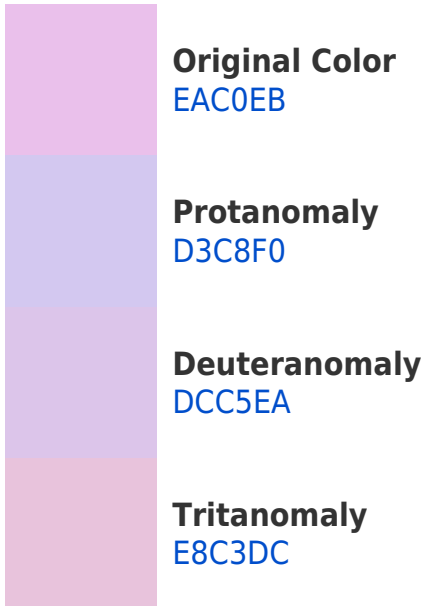 Original Color
EAC0EB
Protanomaly
D3C8F0
Deuteranomaly
DCC5EA
Tritanomaly
E8C3DC